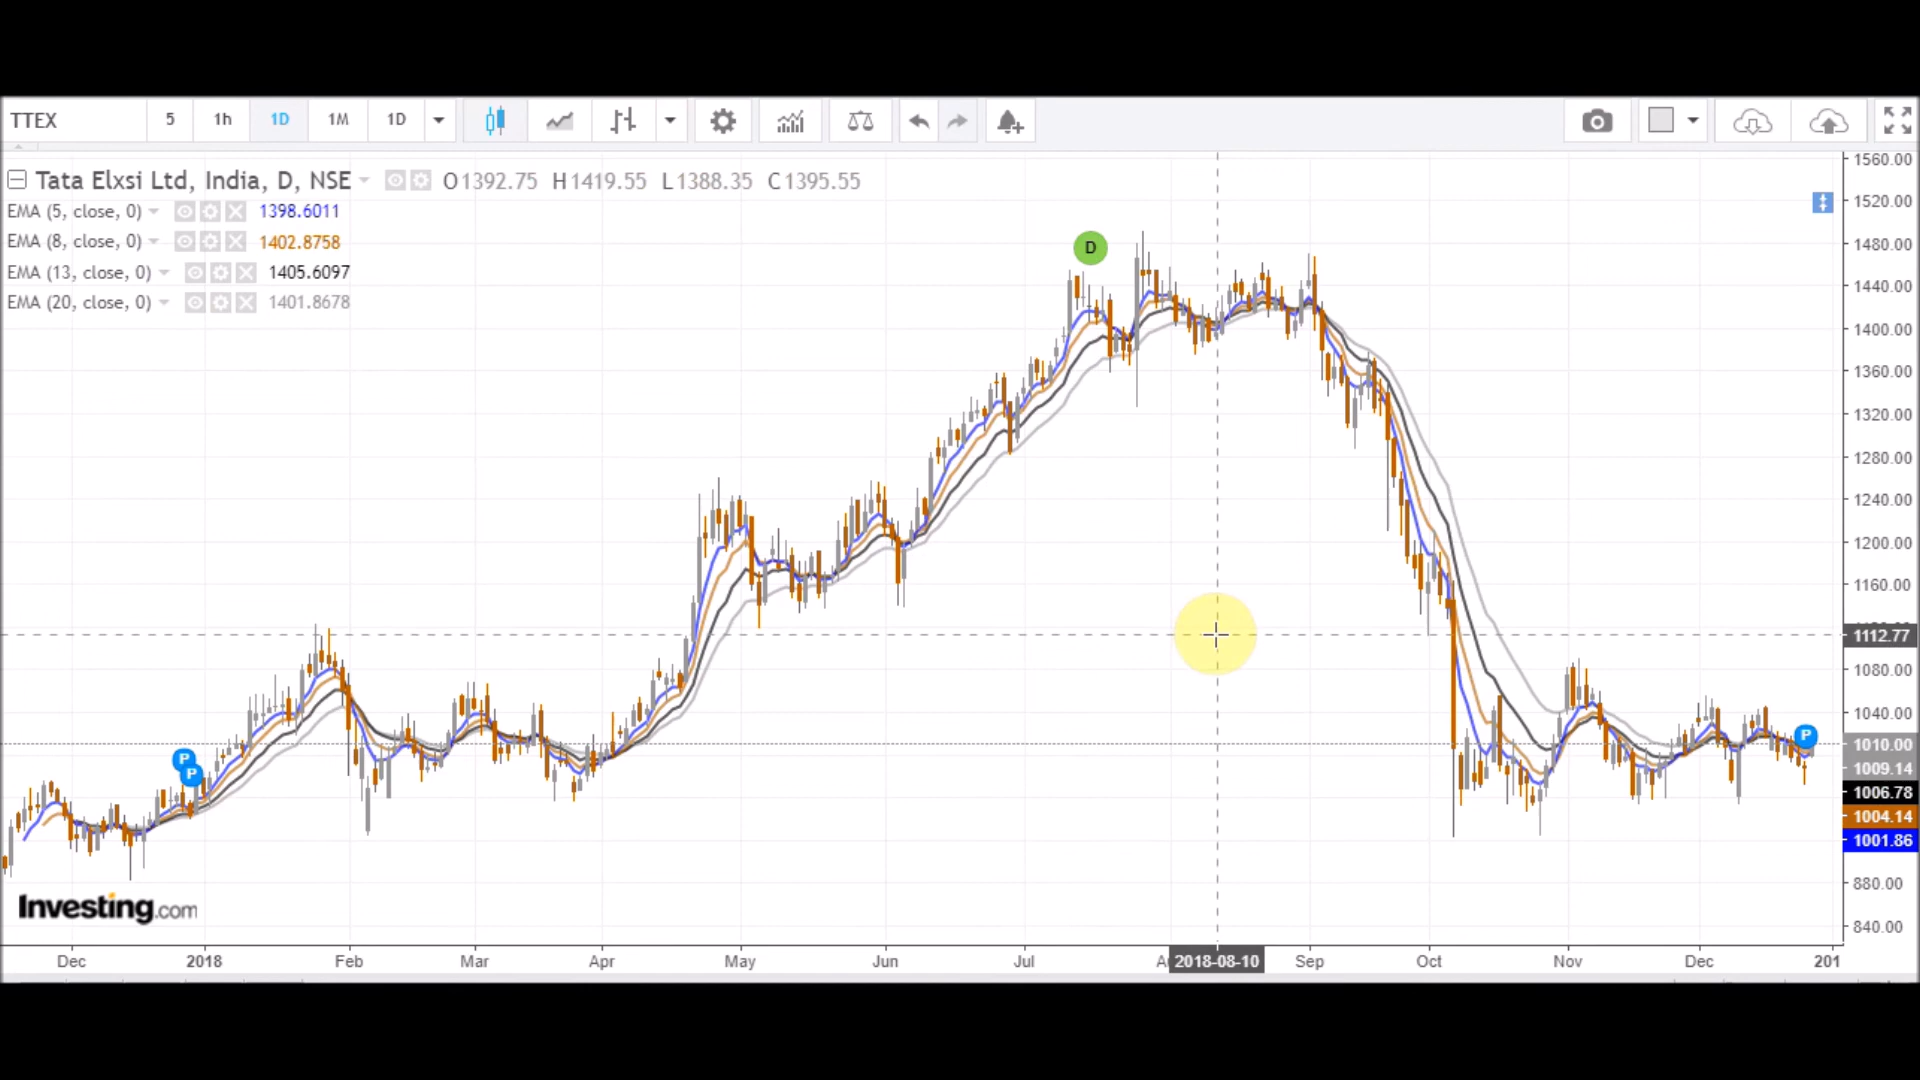 TTEX 5 1h 1D 1M 1D
Tata Elxsi Ltd, India, D, NSE O1392.75 H1419.55 L1388.35 C1395.55
EMA (5, close, 0) 1398.6011
EMA (8, close, 0) 1402.8758
EMA (13, close, 0) 1405.6097
EMA (20, close, 0) 1401.8678
D
P
P
P
1560.00
1520.00
1480.00
1440.00
1400.00
1360.00
1320.00
1280.00
1240.00
1200.00
1160.00
1112.77
1080.00
1040.00
1010.00
1009.14
1006.78
1004.14
1001.86
880.00
840.00
Investing.com
Dec 2018 Feb Mar Apr May Jun Jul 2018-08-10 Sep Oct Nov Dec 201